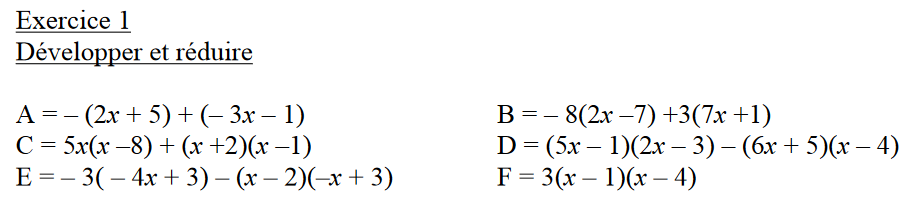 Exercice 1
Développer et réduire
A = – (2x + 5) + (– 3x – 1)
B = – 8(2x –7) +3(7x +1)
C = 5x(x –8) + (x +2)(x –1)
D = (5x – 1)(2x – 3) – (6x + 5)(x – 4)
E = – 3( – 4x + 3) – (x – 2)(–x + 3)
F = 3(x – 1)(x – 4)